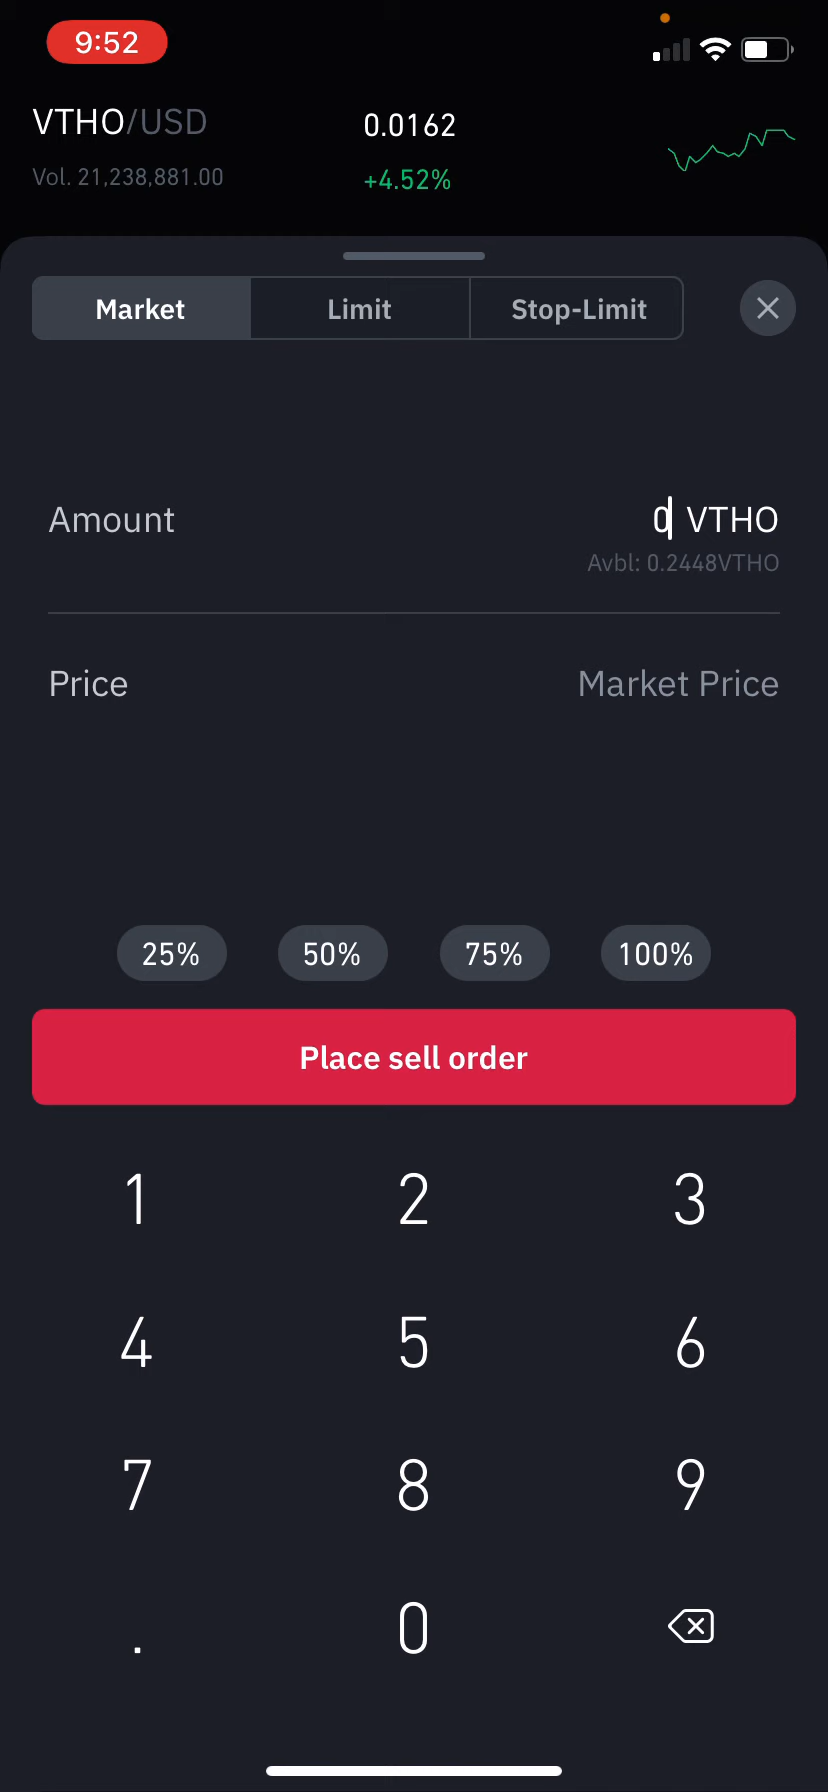 9:52
VTHO/USD
0.0162
Vol. 21,238,881.00
+4.52%
Market
Limit
Stop-Limit
Amount
0 VTHO
Avbl: 0.2448VTHO
Price
Market Price
25%
50%
75%
100%
Place sell order
1
2
3
4
5
6
7
8
9
.
0